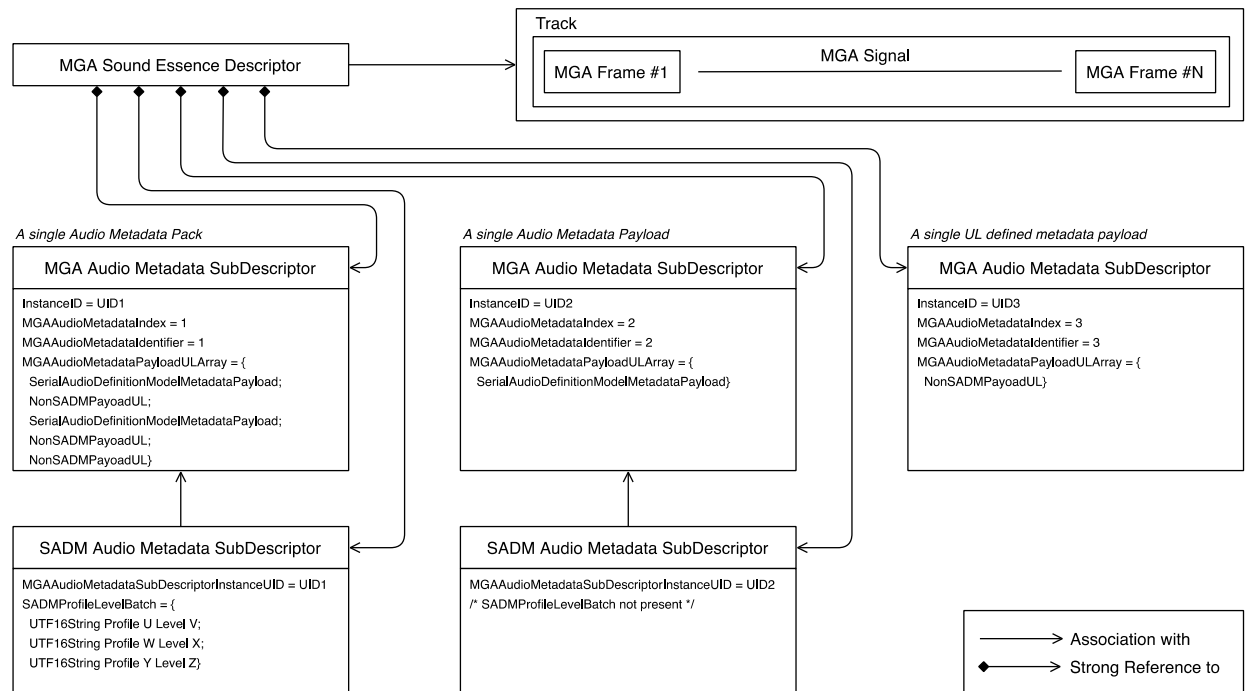 Track
MGA Sound Essence Descriptor
MGA Signal
MGA Frame #1
MGA Frame #N
A single Audio Metadata Pack
MGA Audio Metadata SubDescriptor
InstanceID = UID1
MGAAudioMetadataIndex = 1
MGAAudioMetadataIdentifier = 1
MGAAudioMetadataPayloadULArray = {
SerialAudioDefinitionModelMetadataPayload;
NonSADMPayoadUL;
SerialAudioDefinitionModelMetadataPayload;
NonSADMPayoadUL;
NonSADMPayoadUL}
A single Audio Metadata Payload
MGA Audio Metadata SubDescriptor
InstanceID = UID2
MGAAudioMetadataIndex = 2
MGAAudioMetadataIdentifier = 2
MGAAudioMetadataPayloadULArray = {
SerialAudioDefinitionModelMetadataPayload}
A single UL defined metadata payload
MGA Audio Metadata SubDescriptor
InstanceID = UID3
MGAAudioMetadataIndex = 3
MGAAudioMetadataIdentifier = 3
MGAAudioMetadataPayloadULArray = {
NonSADMPayoadUL}
SADM Audio Metadata SubDescriptor
MGAAudioMetadataSubDescriptorInstanceUID = UID1
SADMProfileLevelBatch = {
UTF16String Profile U Level V;
UTF16String Profile W Level X;
UTF16String Profile Y Level Z}
SADM Audio Metadata SubDescriptor
MGAAudioMetadataSubDescriptorInstanceUID = UID2
/* SADMProfileLevelBatch not present */
Association with
Strong Reference to